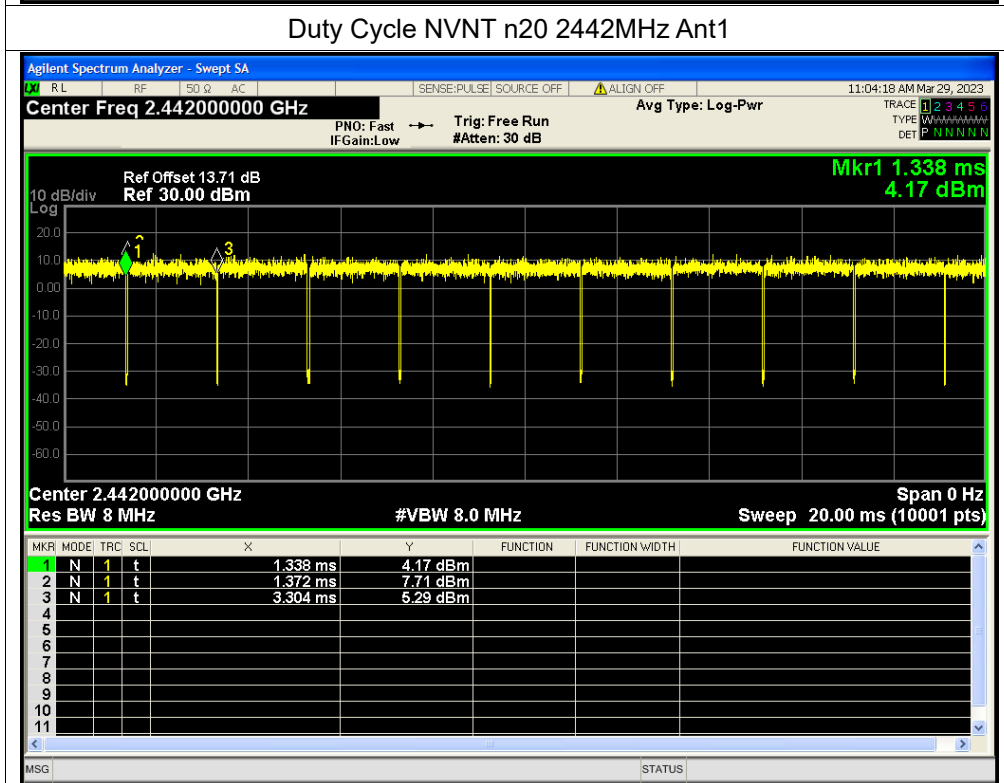 Duty Cycle NVNT n20 2442MHz Ant1
Agilent Spectrum Analyzer - Swept SA
LXI RL RF 50 Ω AC SENSE:PULSE SOURCE OFF ALIGN OFF 11:04:18 AM Mar 29, 2023
Center Freq 2.442000000 GHz Avg Type: Log-Pwr TRACE 1 2 3 4 5 6
PNO: Fast Trig: Free Run TYPE WWWWWW
IFGain:Low #Atten: 30 dB DET P N N N N N
Mkr1 1.338 ms
Ref Offset 13.71 dB
10 dB/div Ref 30.00 dBm 4.17 dBm
Log
20.0
10.0
0.00
-10.0
-20.0
-30.0
-40.0
-50.0
-60.0
1
3
Center 2.442000000 GHz Span 0 Hz
Res BW 8 MHz #VBW 8.0 MHz Sweep 20.00 ms (10001 pts)
MKR MODE TRC SCL X Y FUNCTION FUNCTION WIDTH FUNCTION VALUE
1 N 1 t 1.338 ms 4.17 dBm
2 N 1 t 1.372 ms 7.71 dBm
3 N 1 t 3.304 ms 5.29 dBm
4
5
6
7
8
9
10
11
MSG STATUS